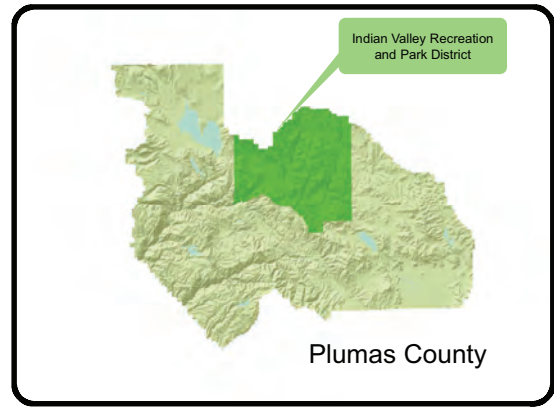 Indian Valley Recreation
and Park District
Plumas County